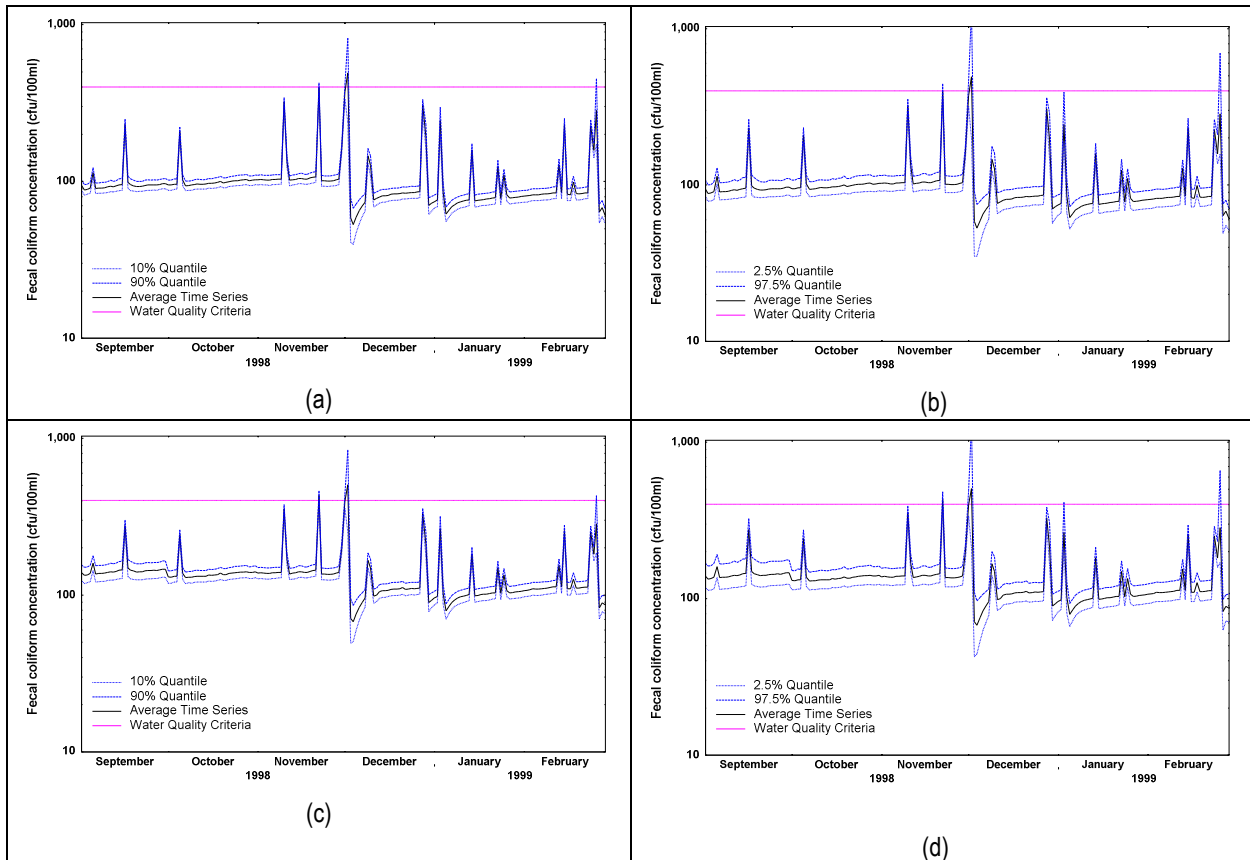 1,000
100
10
Fecal coliform concentration (cfu/100ml)
10% Quantile
90% Quantile
Average Time Series
Water Quality Criteria
September October November December January February
1998 1999
(a)
1,000
100
10
Fecal coliform concentration (cfu/100ml)
2.5% Quantile
97.5% Quantile
Average Time Series
Water Quality Criteria
September October November December January February
1998 1999
(b)
1,000
100
10
Fecal coliform concentration (cfu/100ml)
10% Quantile
90% Quantile
Average Time Series
Water Quality Criteria
September October November December January February
1998 1999
(c)
1,000
100
10
Fecal coliform concentration (cfu/100ml)
2.5% Quantile
97.5% Quantile
Average Time Series
Water Quality Criteria
September October November December January February
1998 1999
(d)